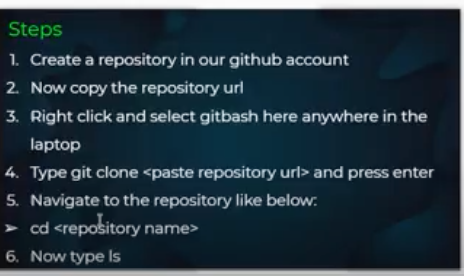 Steps
1. Create a repository in our github account
2. Now copy the repository url
3. Right click and select gitbash here anywhere in the
laptop
4. Type git clone <paste repository url> and press enter
5. Navigate to the repository like below:
➢ cd <repository name>
6. Now type ls